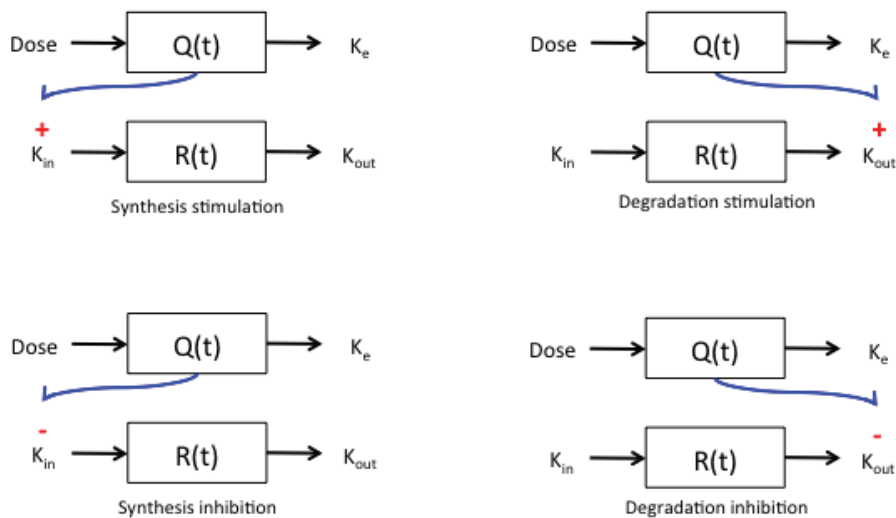 Dose Q(t) Ke
+
Kin R(t) Kout
Synthesis stimulation
Dose Q(t) Ke
+
Kin R(t) Kout
Degradation stimulation
Dose Q(t) Ke
-
Kin R(t) Kout
Synthesis inhibition
Dose Q(t) Ke
-
Kin R(t) Kout
Degradation inhibition